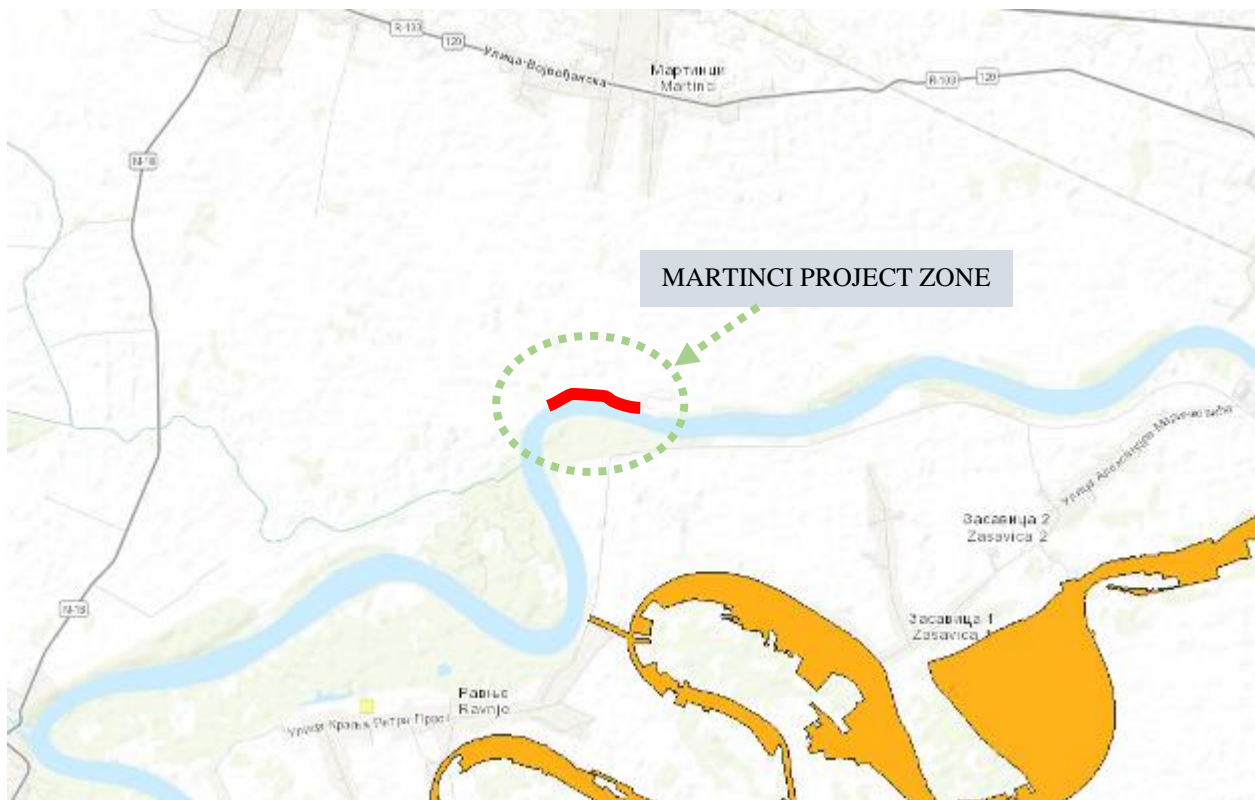 R-103
120
Улица-Војвођанска
Мартинци
Martinci
R-103
120
N-18
MARTINCI PROJECT ZONE
Засавица 2
Zasavica 2
N-18
Засавица 1
Zasavica 1
Равње
Ravnje